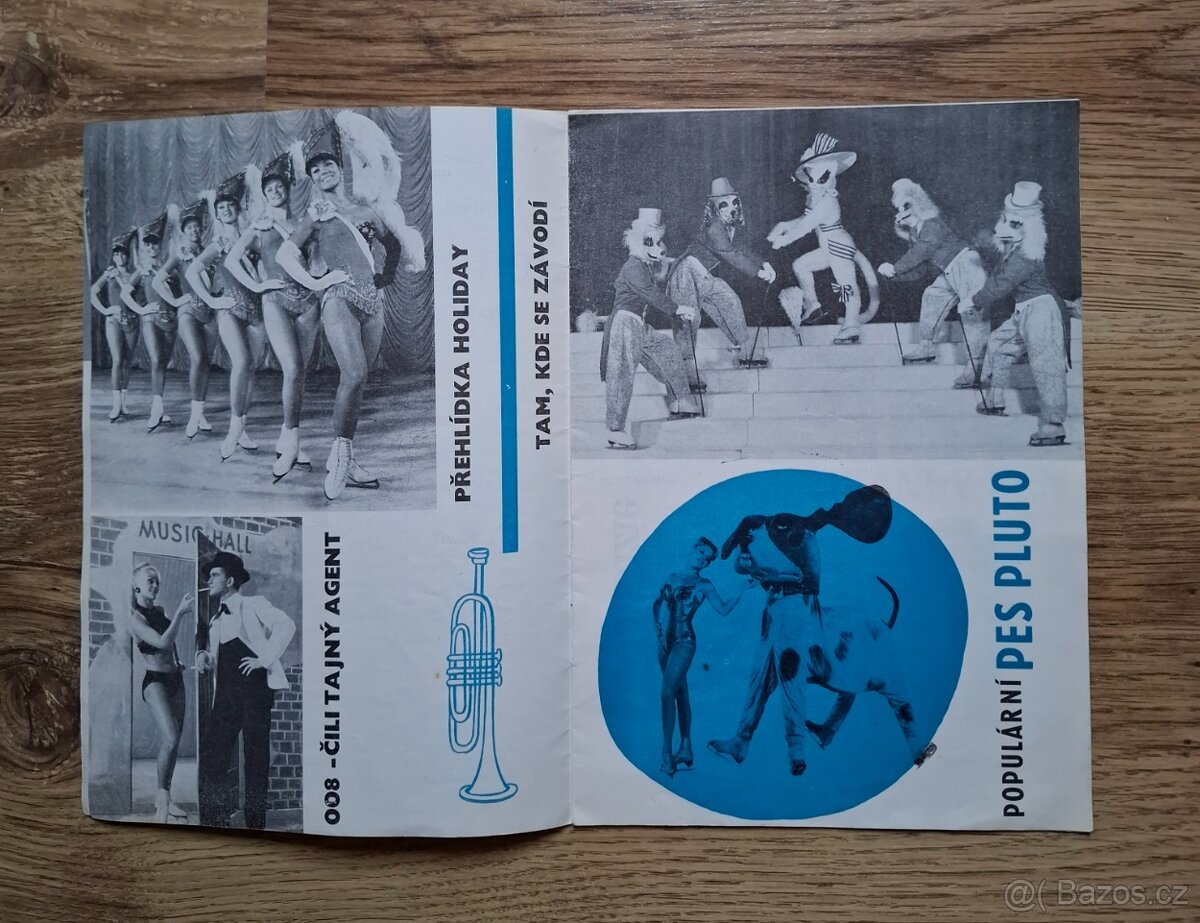 PŘEHLÍDKA HOLIDAY
TAM, KDE SE ZÁVODÍ
MUSIC HALL
008 - ČILI TAJNÝ AGENT
POPULÁRNÍ PES PLUTO
@( Bazos.cz